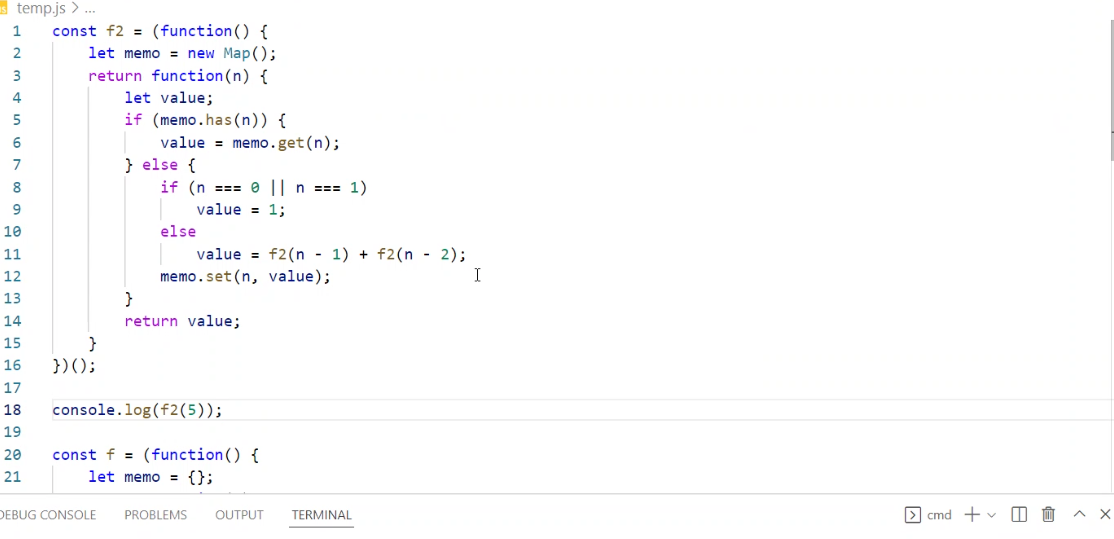 temp.js > ...
1 const f2 = (function() {
2     let memo = new Map();
3     return function(n) {
4         let value;
5         if (memo.has(n)) {
6             value = memo.get(n);
7         } else {
8             if (n === 0 || n === 1)
9                 value = 1;
10             else
11                 value = f2(n - 1) + f2(n - 2);
12             memo.set(n, value);
13         }
14         return value;
15     }
16 })();
17
18 console.log(f2(5));
19
20 const f = (function() {
21     let memo = {};
DEBUG CONSOLE PROBLEMS OUTPUT TERMINAL cmd